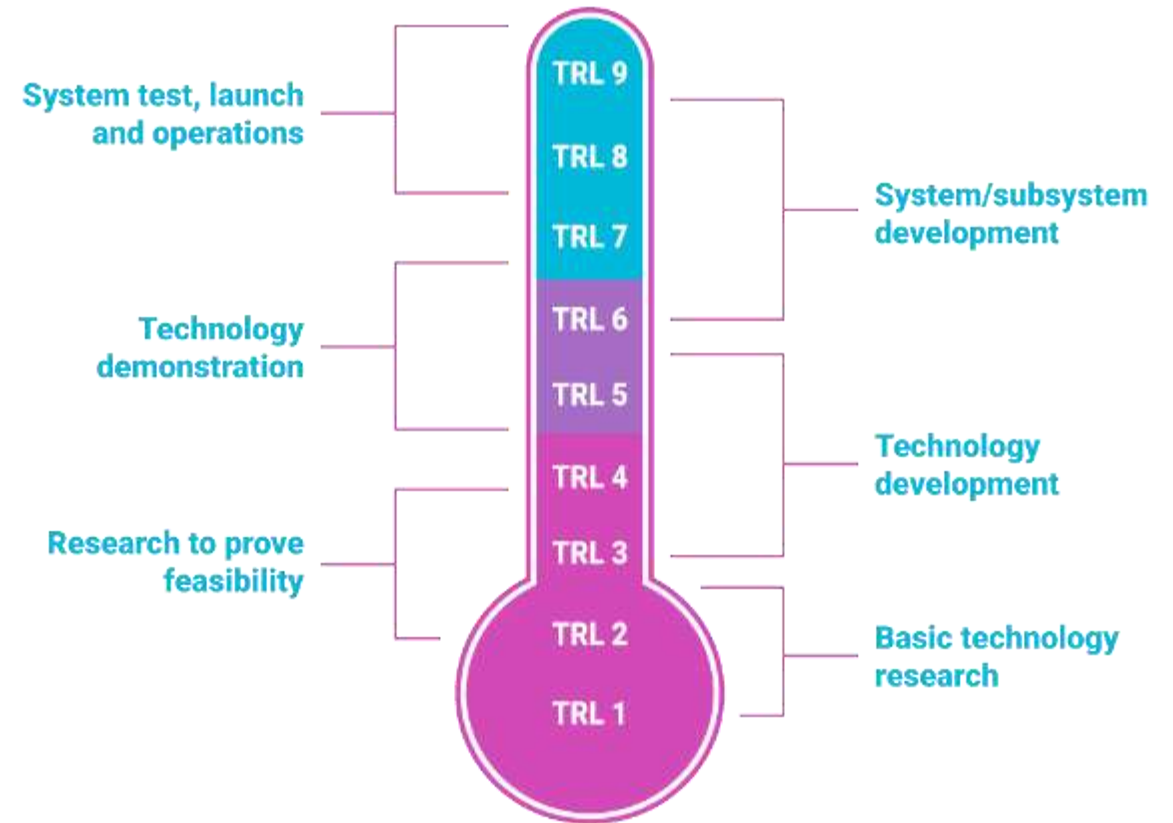 System test, launch
and operations
Technology
demonstration
Research to prove
feasibility
TRL 9
TRL 8
TRL 7
TRL 6
TRL 5
TRL 4
TRL 3
TRL 2
TRL 1
System/subsystem
development
Technology
development
Basic technology
research